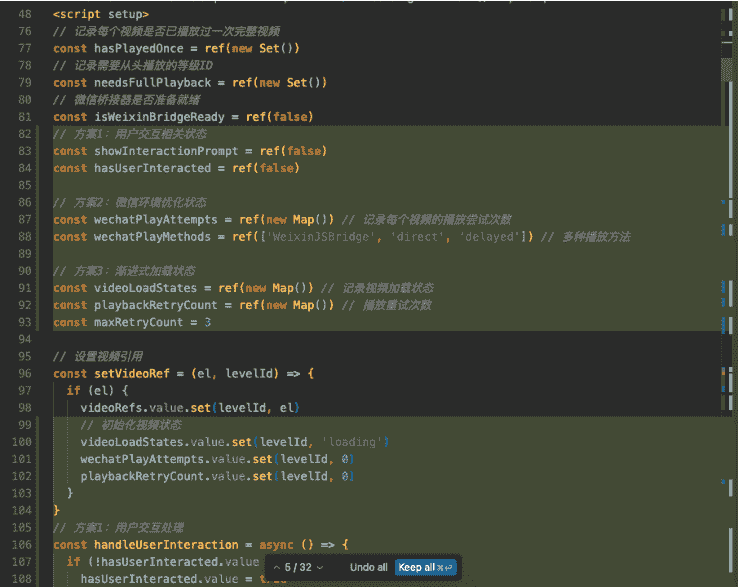 48 <script setup>
76 // 记录每个视频是否已播放过一次完整视频
77 const hasPlayedOnce = ref(new Set())
78 // 记录需要从头播放的等级ID
79 const needsFullPlayback = ref(new Set())
80 // 微信桥接器是否准备就绪
81 const isWeixinBridgeReady = ref(false)
82 // 方案1：用户交互相关状态
83 const showInteractionPrompt = ref(false)
84 const hasUserInteracted = ref(false)
85
86 // 方案2：微信环境优化状态
87 const wechatPlayAttempts = ref(new Map()) // 记录每个视频的播放尝试次数
88 const wechatPlayMethods = ref(['WeixinJSBridge', 'direct', 'delayed']) // 多种播放方法
89
90 // 方案3：渐进式加载状态
91 const videoLoadStates = ref(new Map()) // 记录视频加载状态
92 const playbackRetryCount = ref(new Map()) // 播放重试次数
93 const maxRetryCount = 3
94
95 // 设置视频引用
96 const setVideoRef = (el, levelId) => {
97 if (el) {
98 videoRefs.value.set(levelId, el)
99 // 初始化视频状态
100 videoLoadStates.value.set(levelId, 'loading')
101 wechatPlayAttempts.value.set(levelId, 0)
102 playbackRetryCount.value.set(levelId, 0)
103 }
104 }
105 // 方案1：用户交互处理
106 const handleUserInteraction = async () => {
107 if (!hasUserInteracted.value
108 hasUserInteracted.value =
5 / 32 Undo all Keep all ⌘⏎